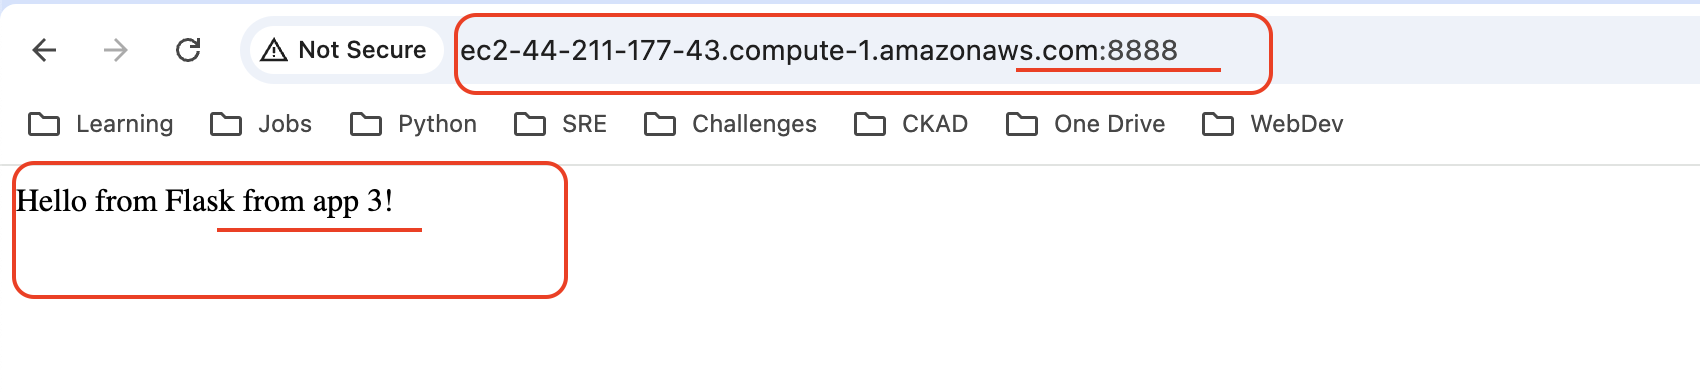 Not Secure ec2-44-211-177-43.compute-1.amazonaws.com:8888
Learning Jobs Python SRE Challenges CKAD One Drive WebDev
Hello from Flask from app 3!